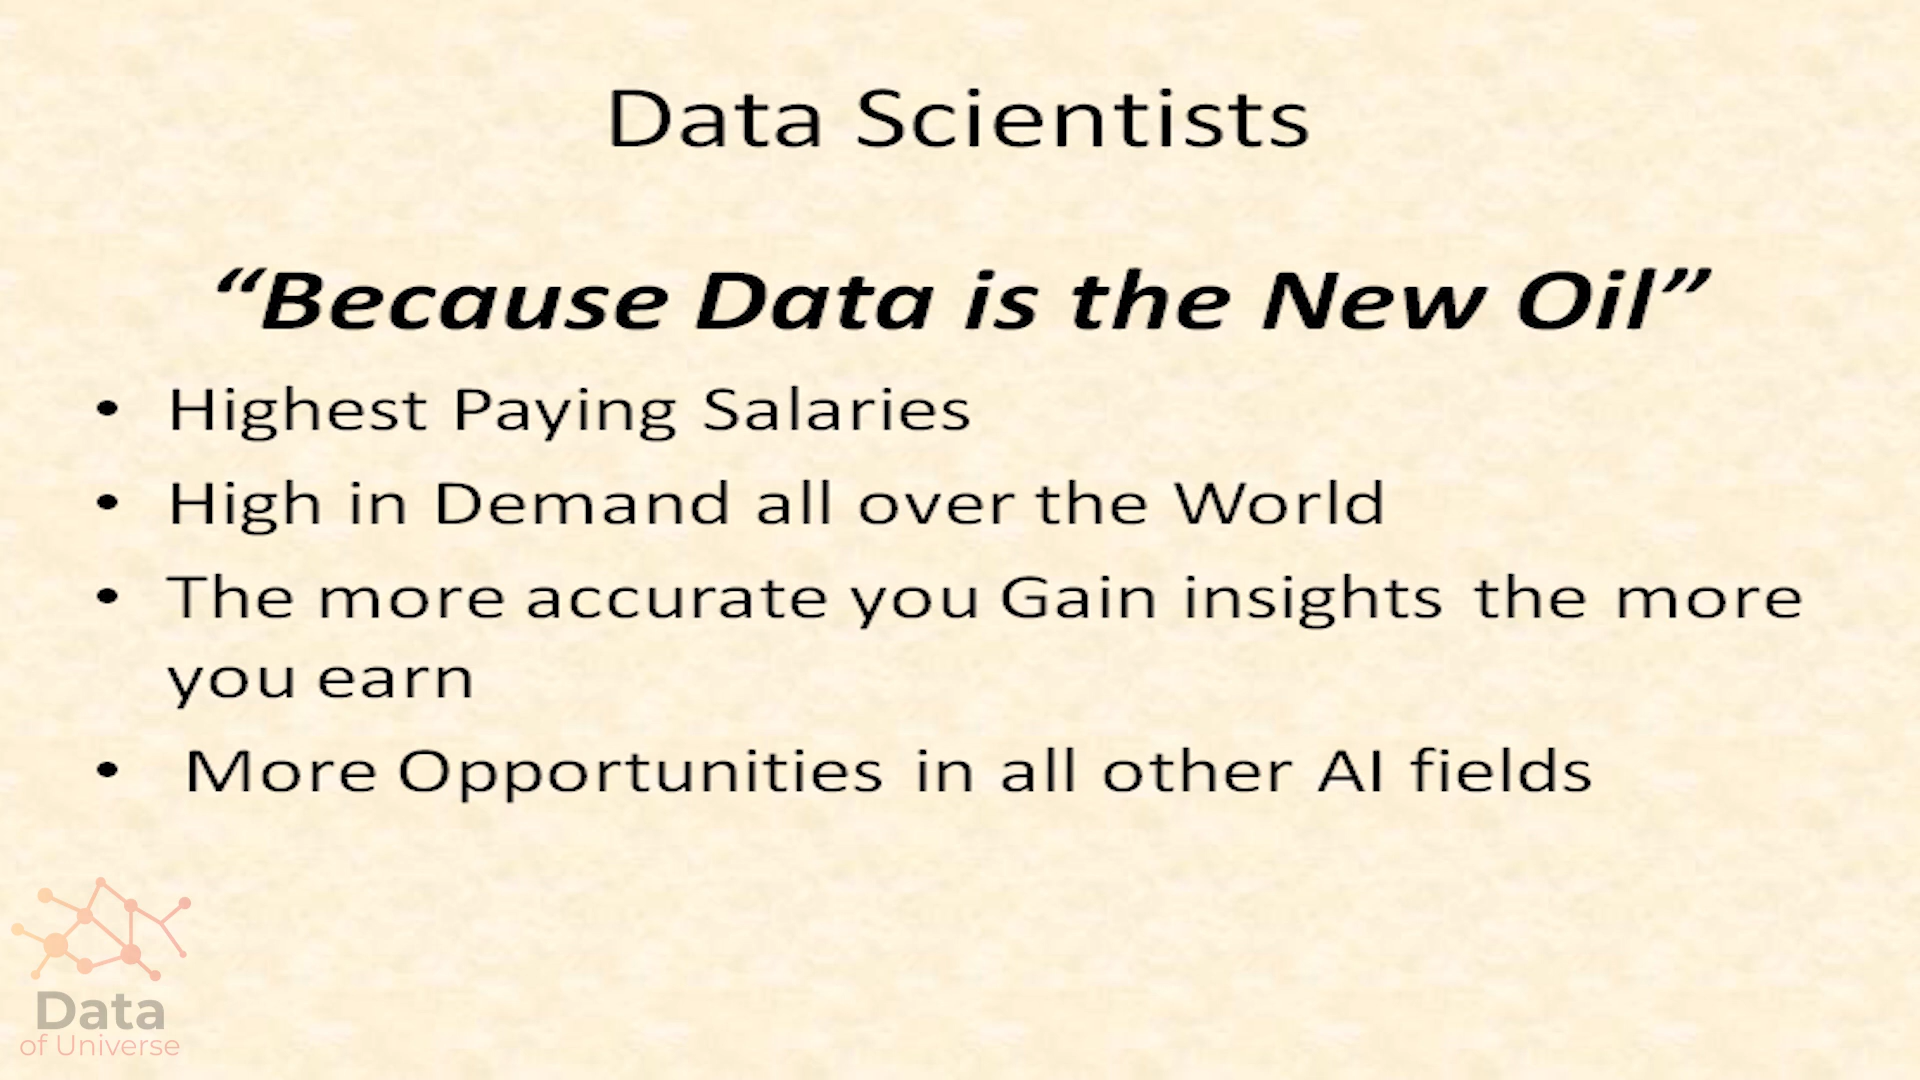 Data Scientists
“Because Data is the New Oil”
• Highest Paying Salaries
• High in Demand all over the World
• The more accurate you Gain insights the more
you earn
• More Opportunities in all other AI fields
Data
of Universe